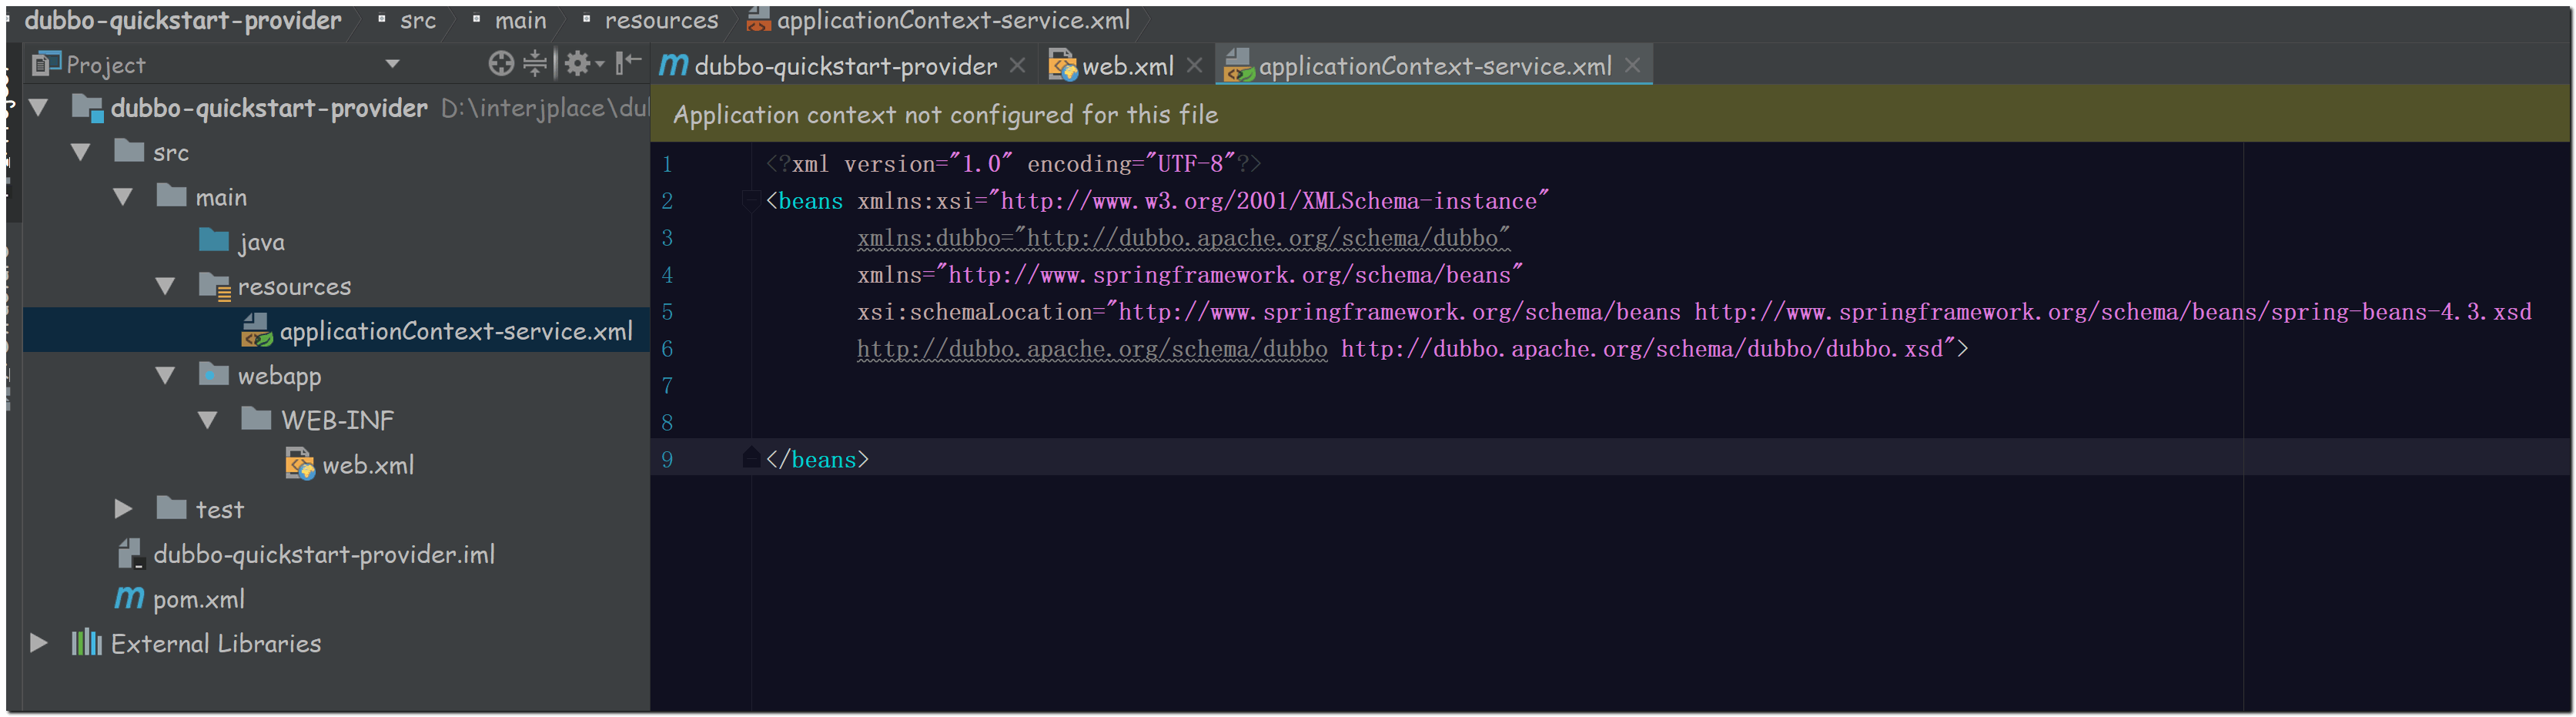 dubbo-quickstart-provider src main resources applicationContext-service.xml
Project
dubbo-quickstart-provider web.xml applicationContext-service.xml
dubbo-quickstart-provider D:\interjplace\du
src
main
java
resources
applicationContext-service.xml
webapp
WEB-INF
web.xml
test
dubbo-quickstart-provider.iml
pom.xml
External Libraries
Application context not configured for this file
1 <?xml version="1.0" encoding="UTF-8"?>
2 <beans xmlns:xsi="http://www.w3.org/2001/XMLSchema-instance"
3 xmlns:dubbo="http://dubbo.apache.org/schema/dubbo"
4 xmlns="http://www.springframework.org/schema/beans"
5 xsi:schemaLocation="http://www.springframework.org/schema/beans http://www.springframework.org/schema/beans/spring-beans-4.3.xsd
6 http://dubbo.apache.org/schema/dubbo http://dubbo.apache.org/schema/dubbo/dubbo.xsd">
7
8
9 </beans>